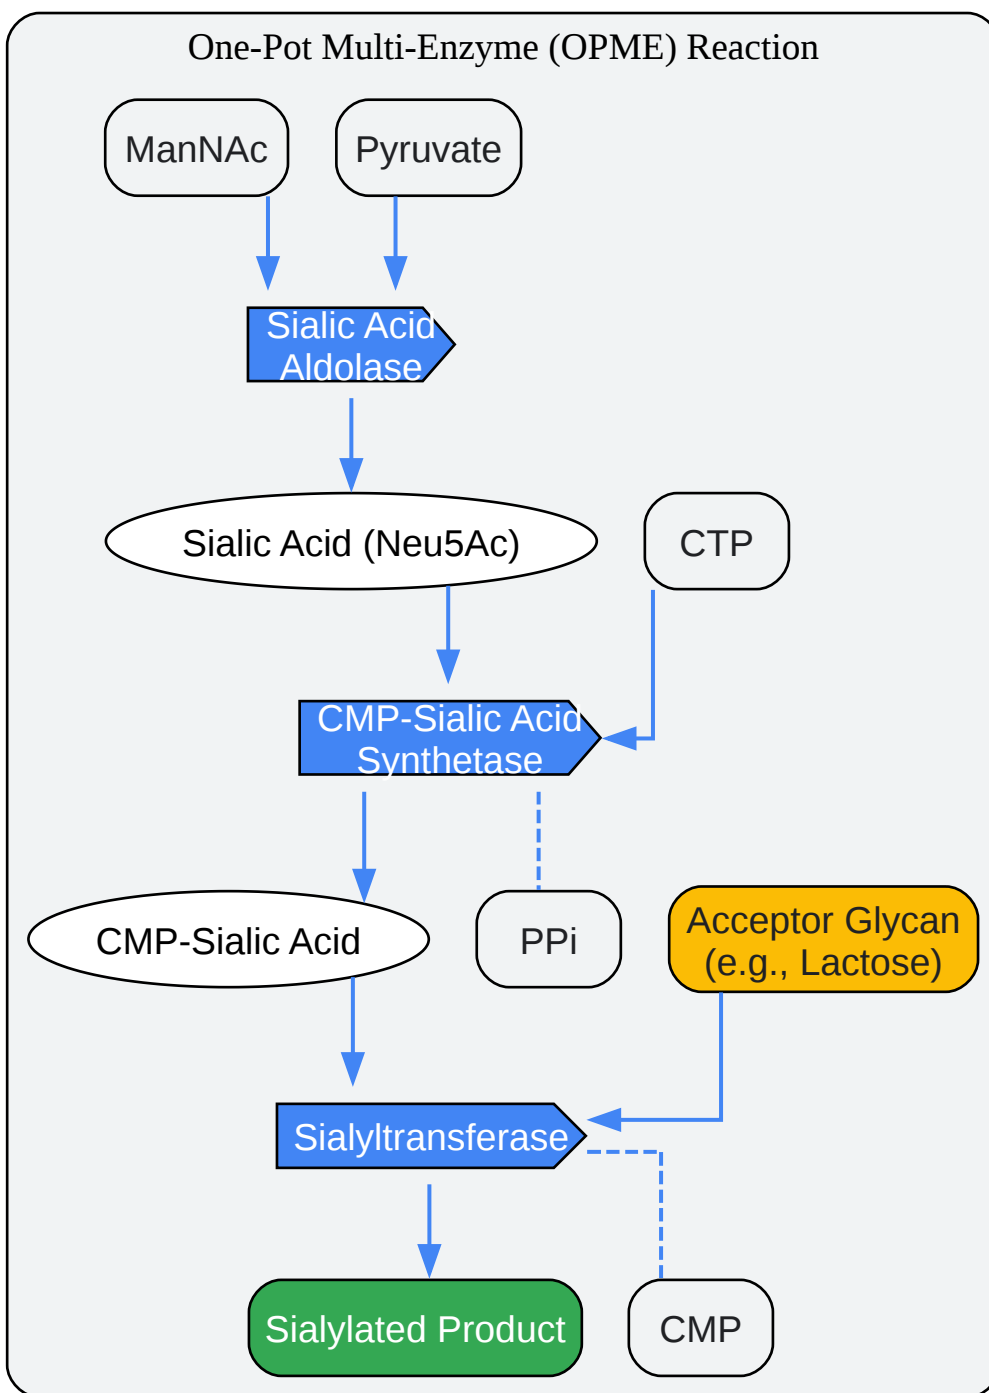 One-Pot Multi-Enzyme (OPME) Reaction
ManNAc
Pyruvate
Sialic Acid
Aldolase
Sialic Acid (Neu5Ac)
CTP
CMP-Sialic Acid
Synthetase
CMP-Sialic Acid
PPi
Acceptor Glycan
(e.g., Lactose)
Sialyltransferase
Sialylated Product
CMP